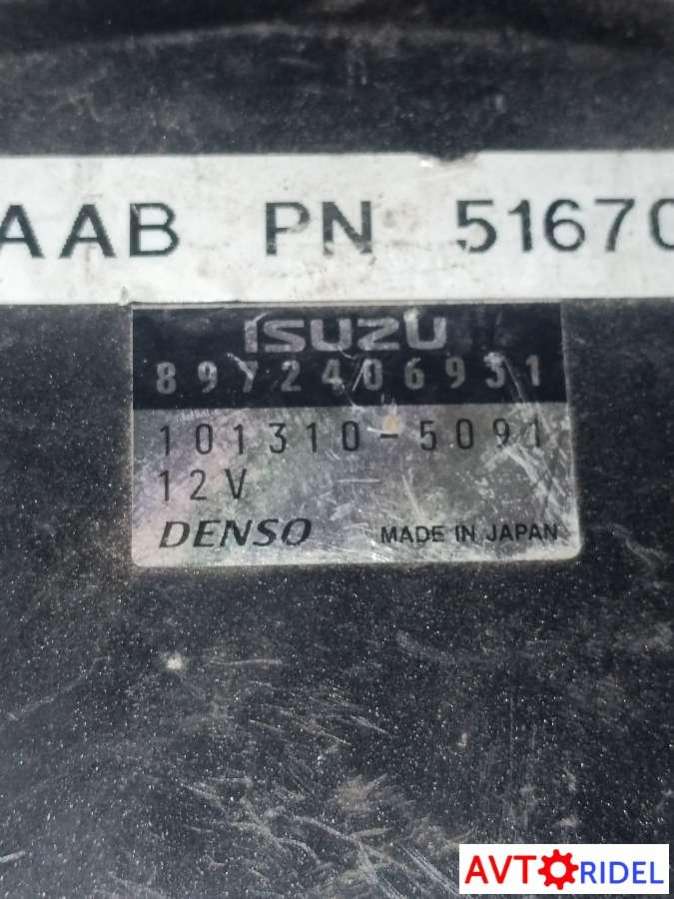 AAB PN 51670
ISUZU
8972406931
101310-5091
12V
DENSO MADE IN JAPAN
AVTORIDEL